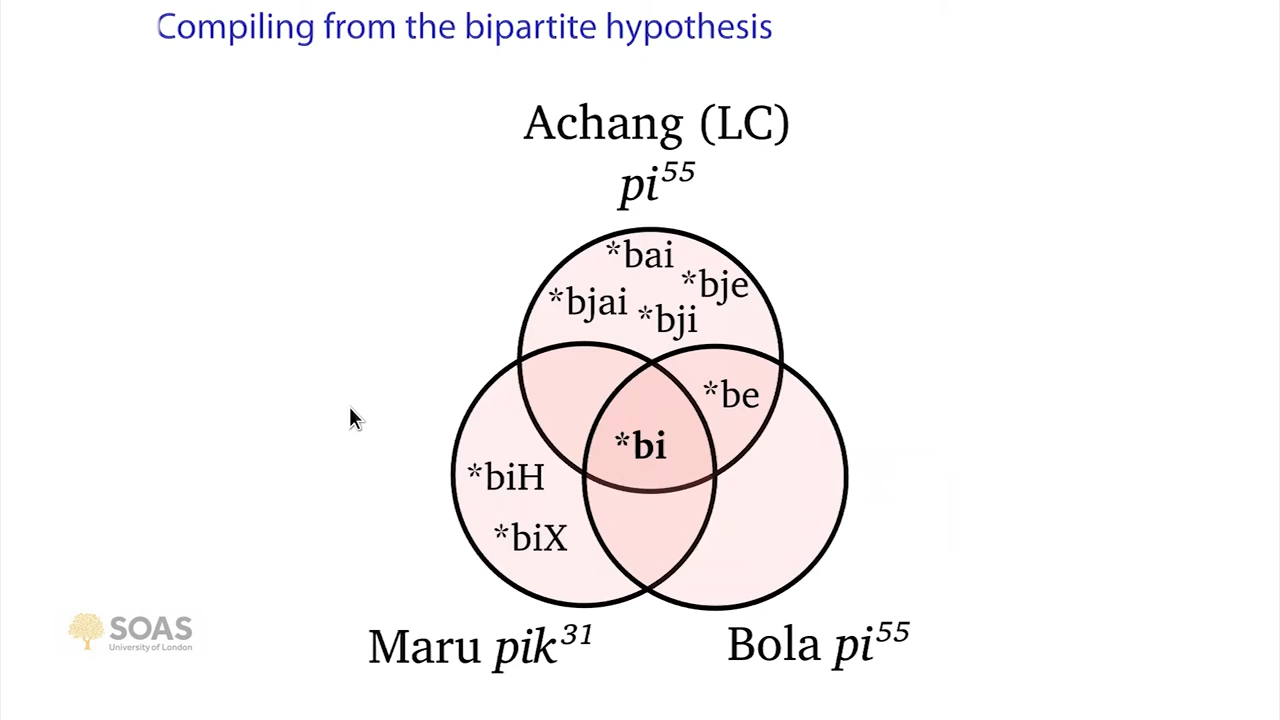 Compiling from the bipartite hypothesis
Achang (LC)
pi⁵⁵
*bai
*bje
*bjai
*bji
*be
*bi
*biH
*biX
Maru pik³¹
Bola pi⁵⁵
SOAS
University of London